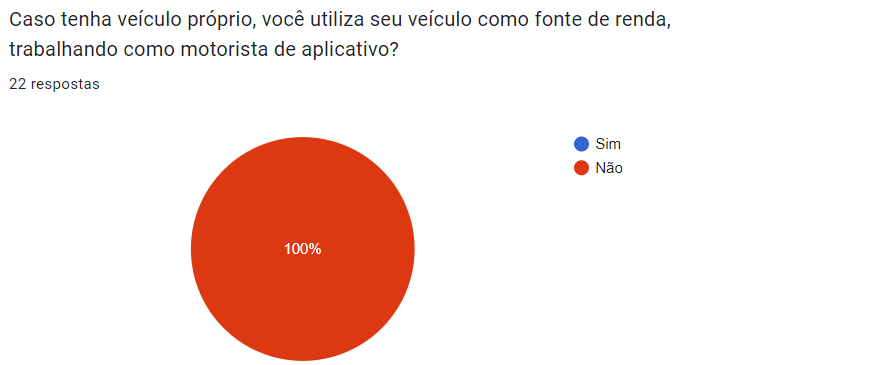 Caso tenha veículo próprio, você utiliza seu veículo como fonte de renda,
trabalhando como motorista de aplicativo?
22 respostas
Sim
Não
100%